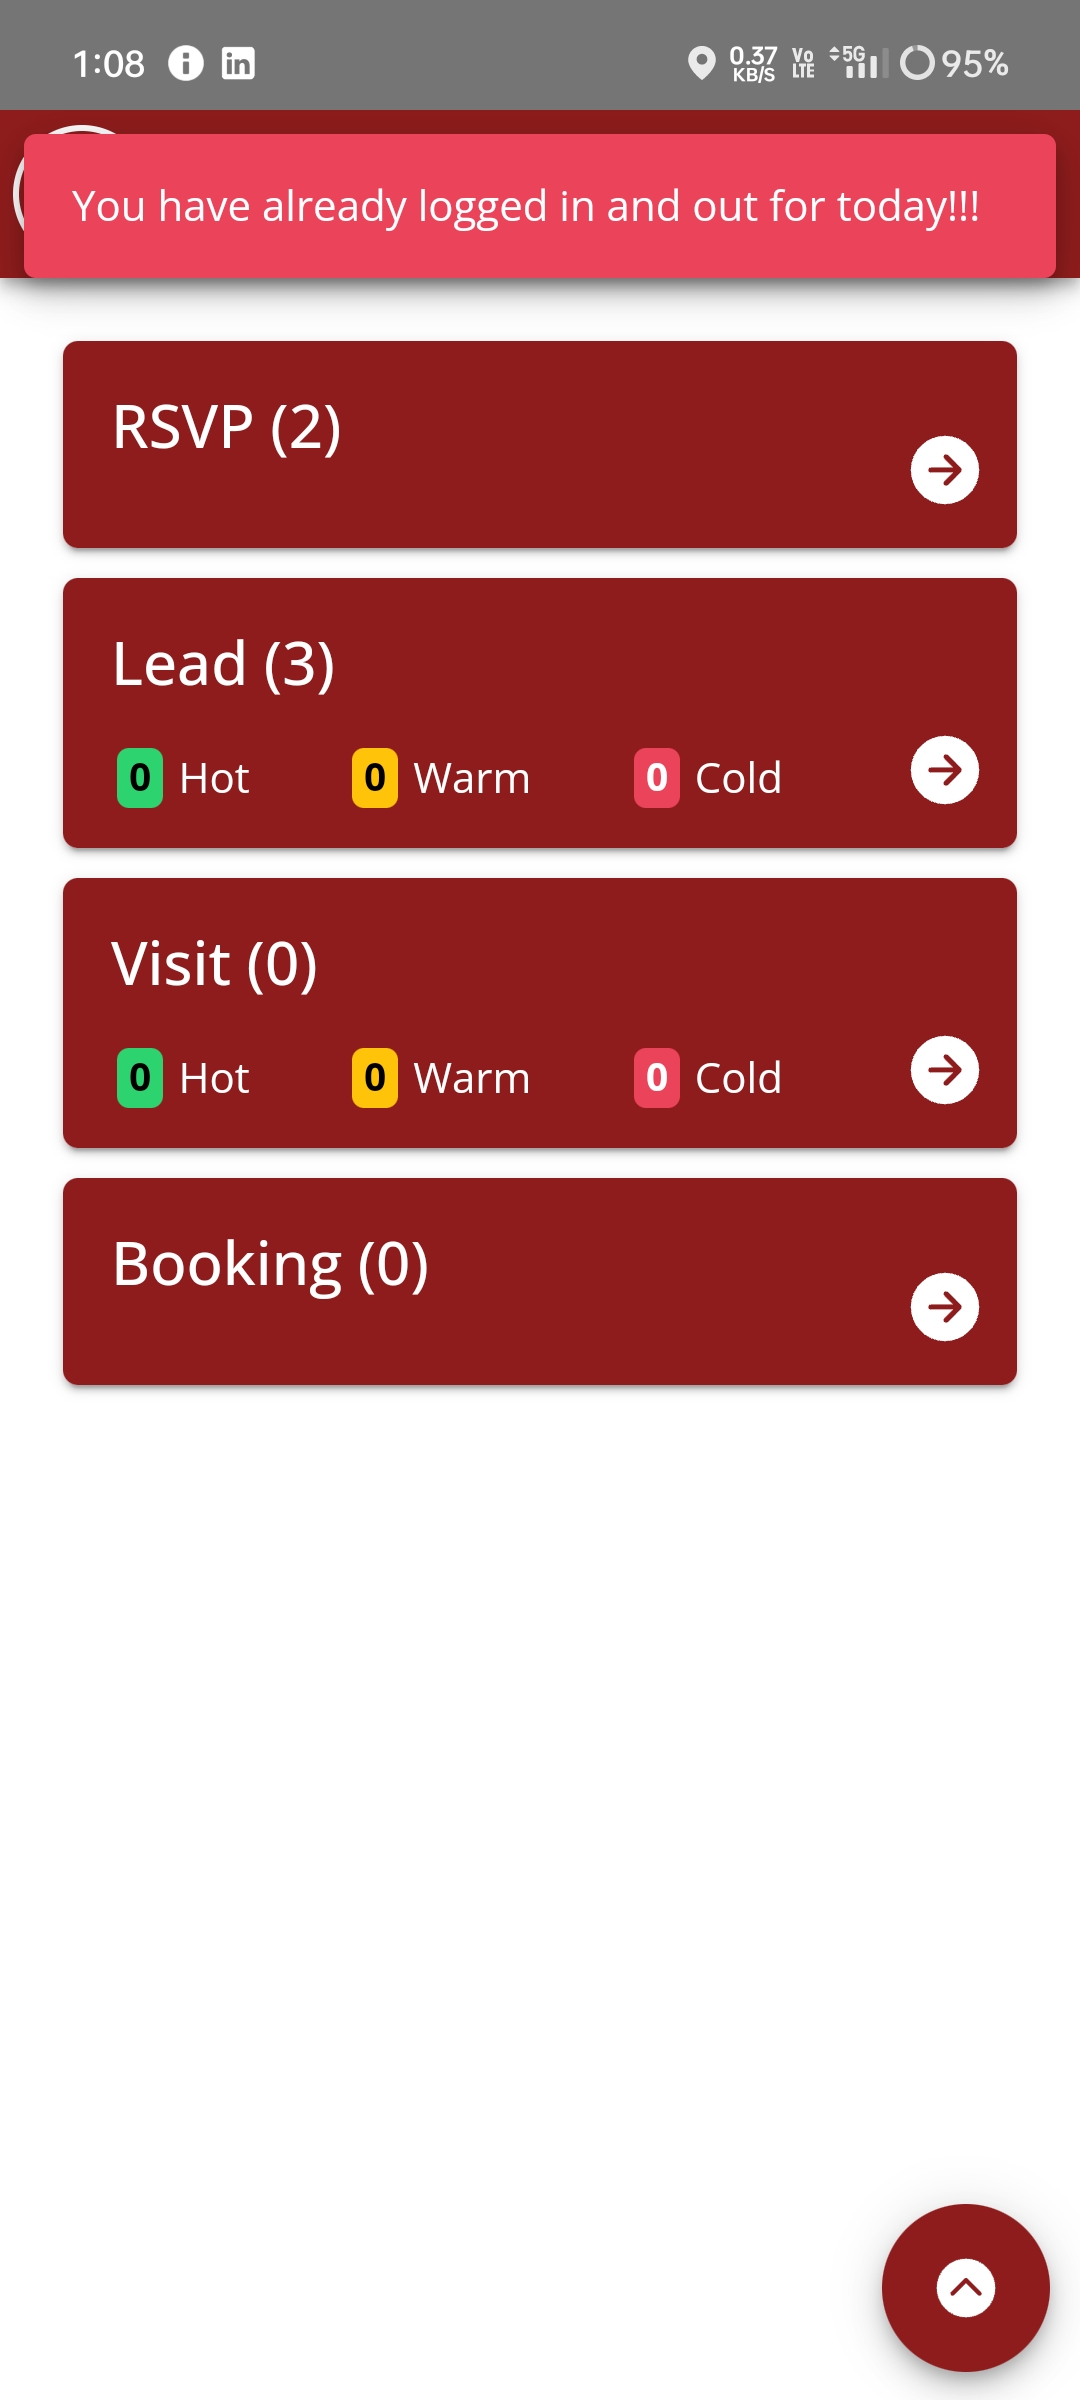 1:08 in 0.37 KB/S Vo LTE 5G 95%
You have already logged in and out for today!!!
RSVP (2)
Lead (3)
0 Hot 0 Warm 0 Cold
Visit (0)
0 Hot 0 Warm 0 Cold
Booking (0)